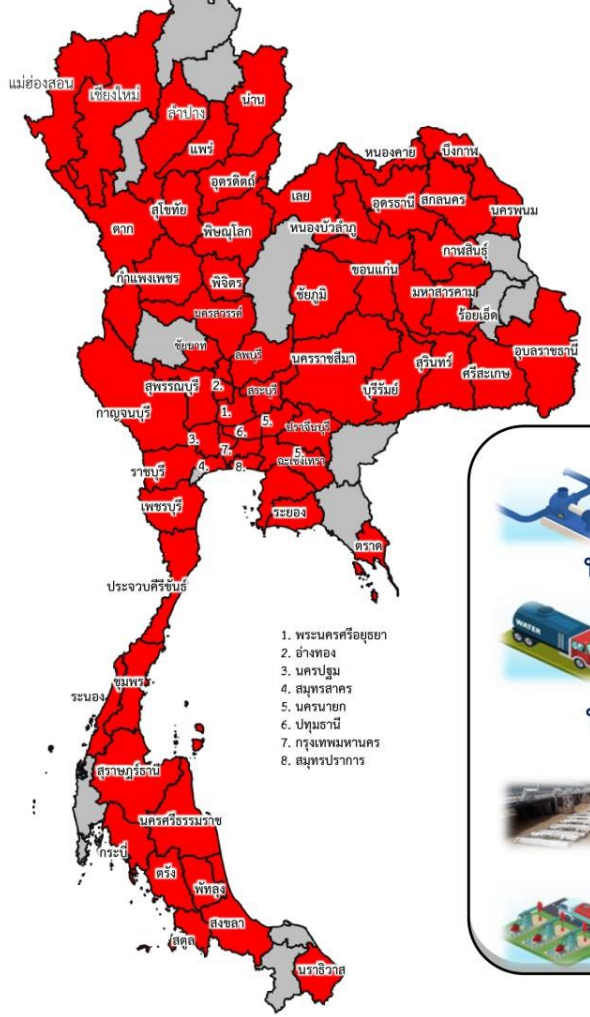 แม่ฮ่องสอน
เชียงใหม่
ลำปาง
น่าน
แพร่
อุตรดิตถ์
หนองคาย
บึงกาฬ
เลย
อุดรธานี
สกลนคร
นครพนม
ตาก
สุโขทัย
พิษณุโลก
หนองบัวลำภู
กาฬสินธุ์
ขอนแก่น
กำแพงเพชร
พิจิตร
ชัยภูมิ
มหาสารคาม
ร้อยเอ็ด
นครสวรรค์
ชัยนาท
ลพบุรี
นครราชสีมา
อุบลราชธานี
สุรินทร์
ศรีสะเกษ
บุรีรัมย์
สุพรรณบุรี
2.
สระบุรี
กาญจนบุรี
1.
5.
ปราจีนบุรี
3.
6.
7.
5.
ฉะเชิงเทรา
4.
8.
ราชบุรี
เพชรบุรี
ระยอง
ตราด
ประจวบคีรีขันธ์
1. พระนครศรีอยุธยา
2. อ่างทอง
3. นครปฐม
4. สมุทรสาคร
5. นครนายก
6. ปทุมธานี
7. กรุงเทพมหานคร
8. สมุทรปราการ
ชุมพร
ระนอง
สุราษฎร์ธานี
นครศรีธรรมราช
กระบี่
ตรัง
พัทลุง
สงขลา
สตูล
นราธิวาส
WATER